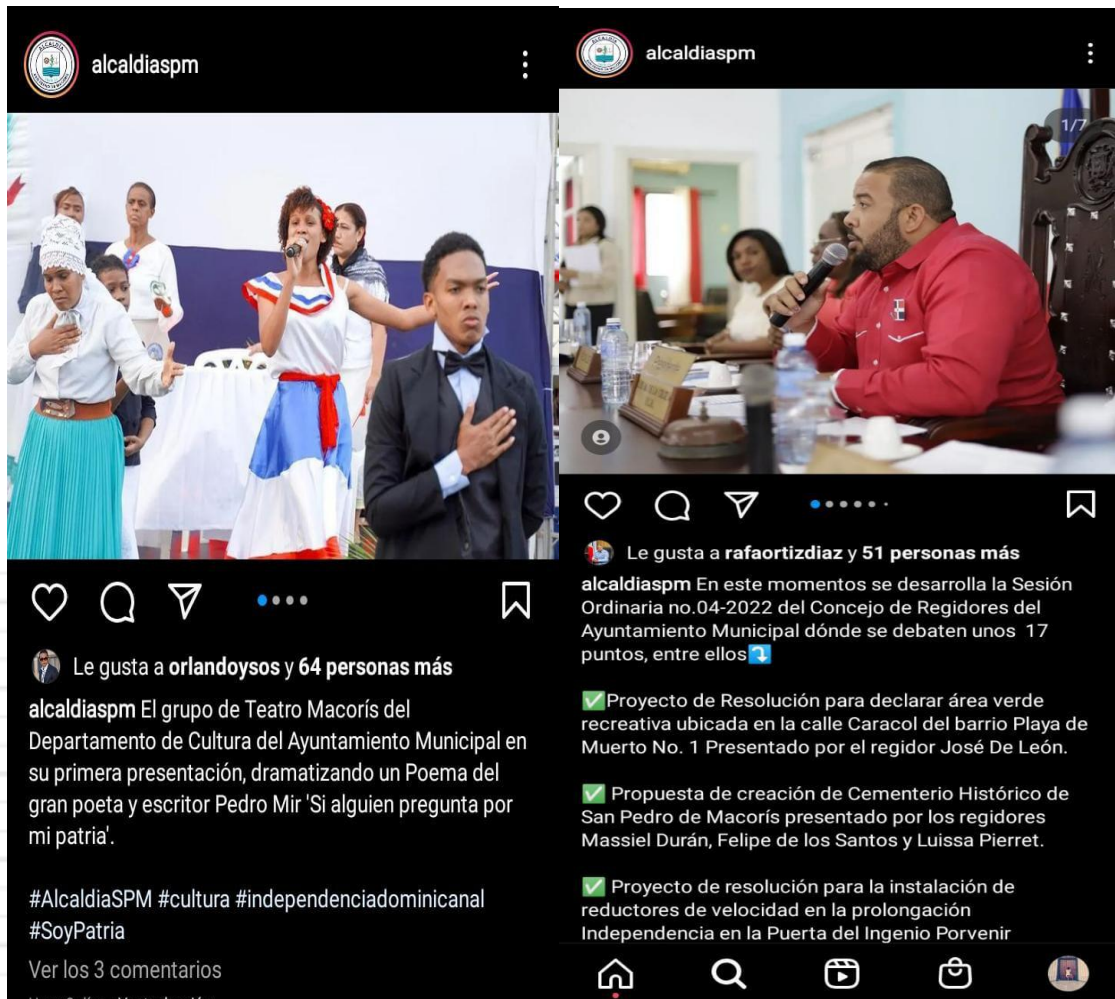 alcaldiaspm
Le gusta a orlandoysos y 64 personas más
alcaldiaspm El grupo de Teatro Macorís del
Departamento de Cultura del Ayuntamiento Municipal en
su primera presentación, dramatizando un Poema del
gran poeta y escritor Pedro Mir 'Si alguien pregunta por
mi patria'.
#AlcaldiaSPM #cultura #independenciadominicanal
#SoyPatria
Ver los 3 comentarios
alcaldiaspm
1/7
Le gusta a rafaortizdiaz y 51 personas más
alcaldiaspm En este momentos se desarrolla la Sesión
Ordinaria no.04-2022 del Concejo de Regidores del
Ayuntamiento Municipal dónde se debaten unos 17
puntos, entre ellos⤵️
✅Proyecto de Resolución para declarar área verde
recreativa ubicada en la calle Caracol del barrio Playa de
Muerto No. 1 Presentado por el regidor José De León.
✅ Propuesta de creación de Cementerio Histórico de
San Pedro de Macorís presentado por los regidores
Massiel Durán, Felipe de los Santos y Luissa Pierret.
✅ Proyecto de resolución para la instalación de
reductores de velocidad en la prolongación
Independencia en la Puerta del Ingenio Porvenir